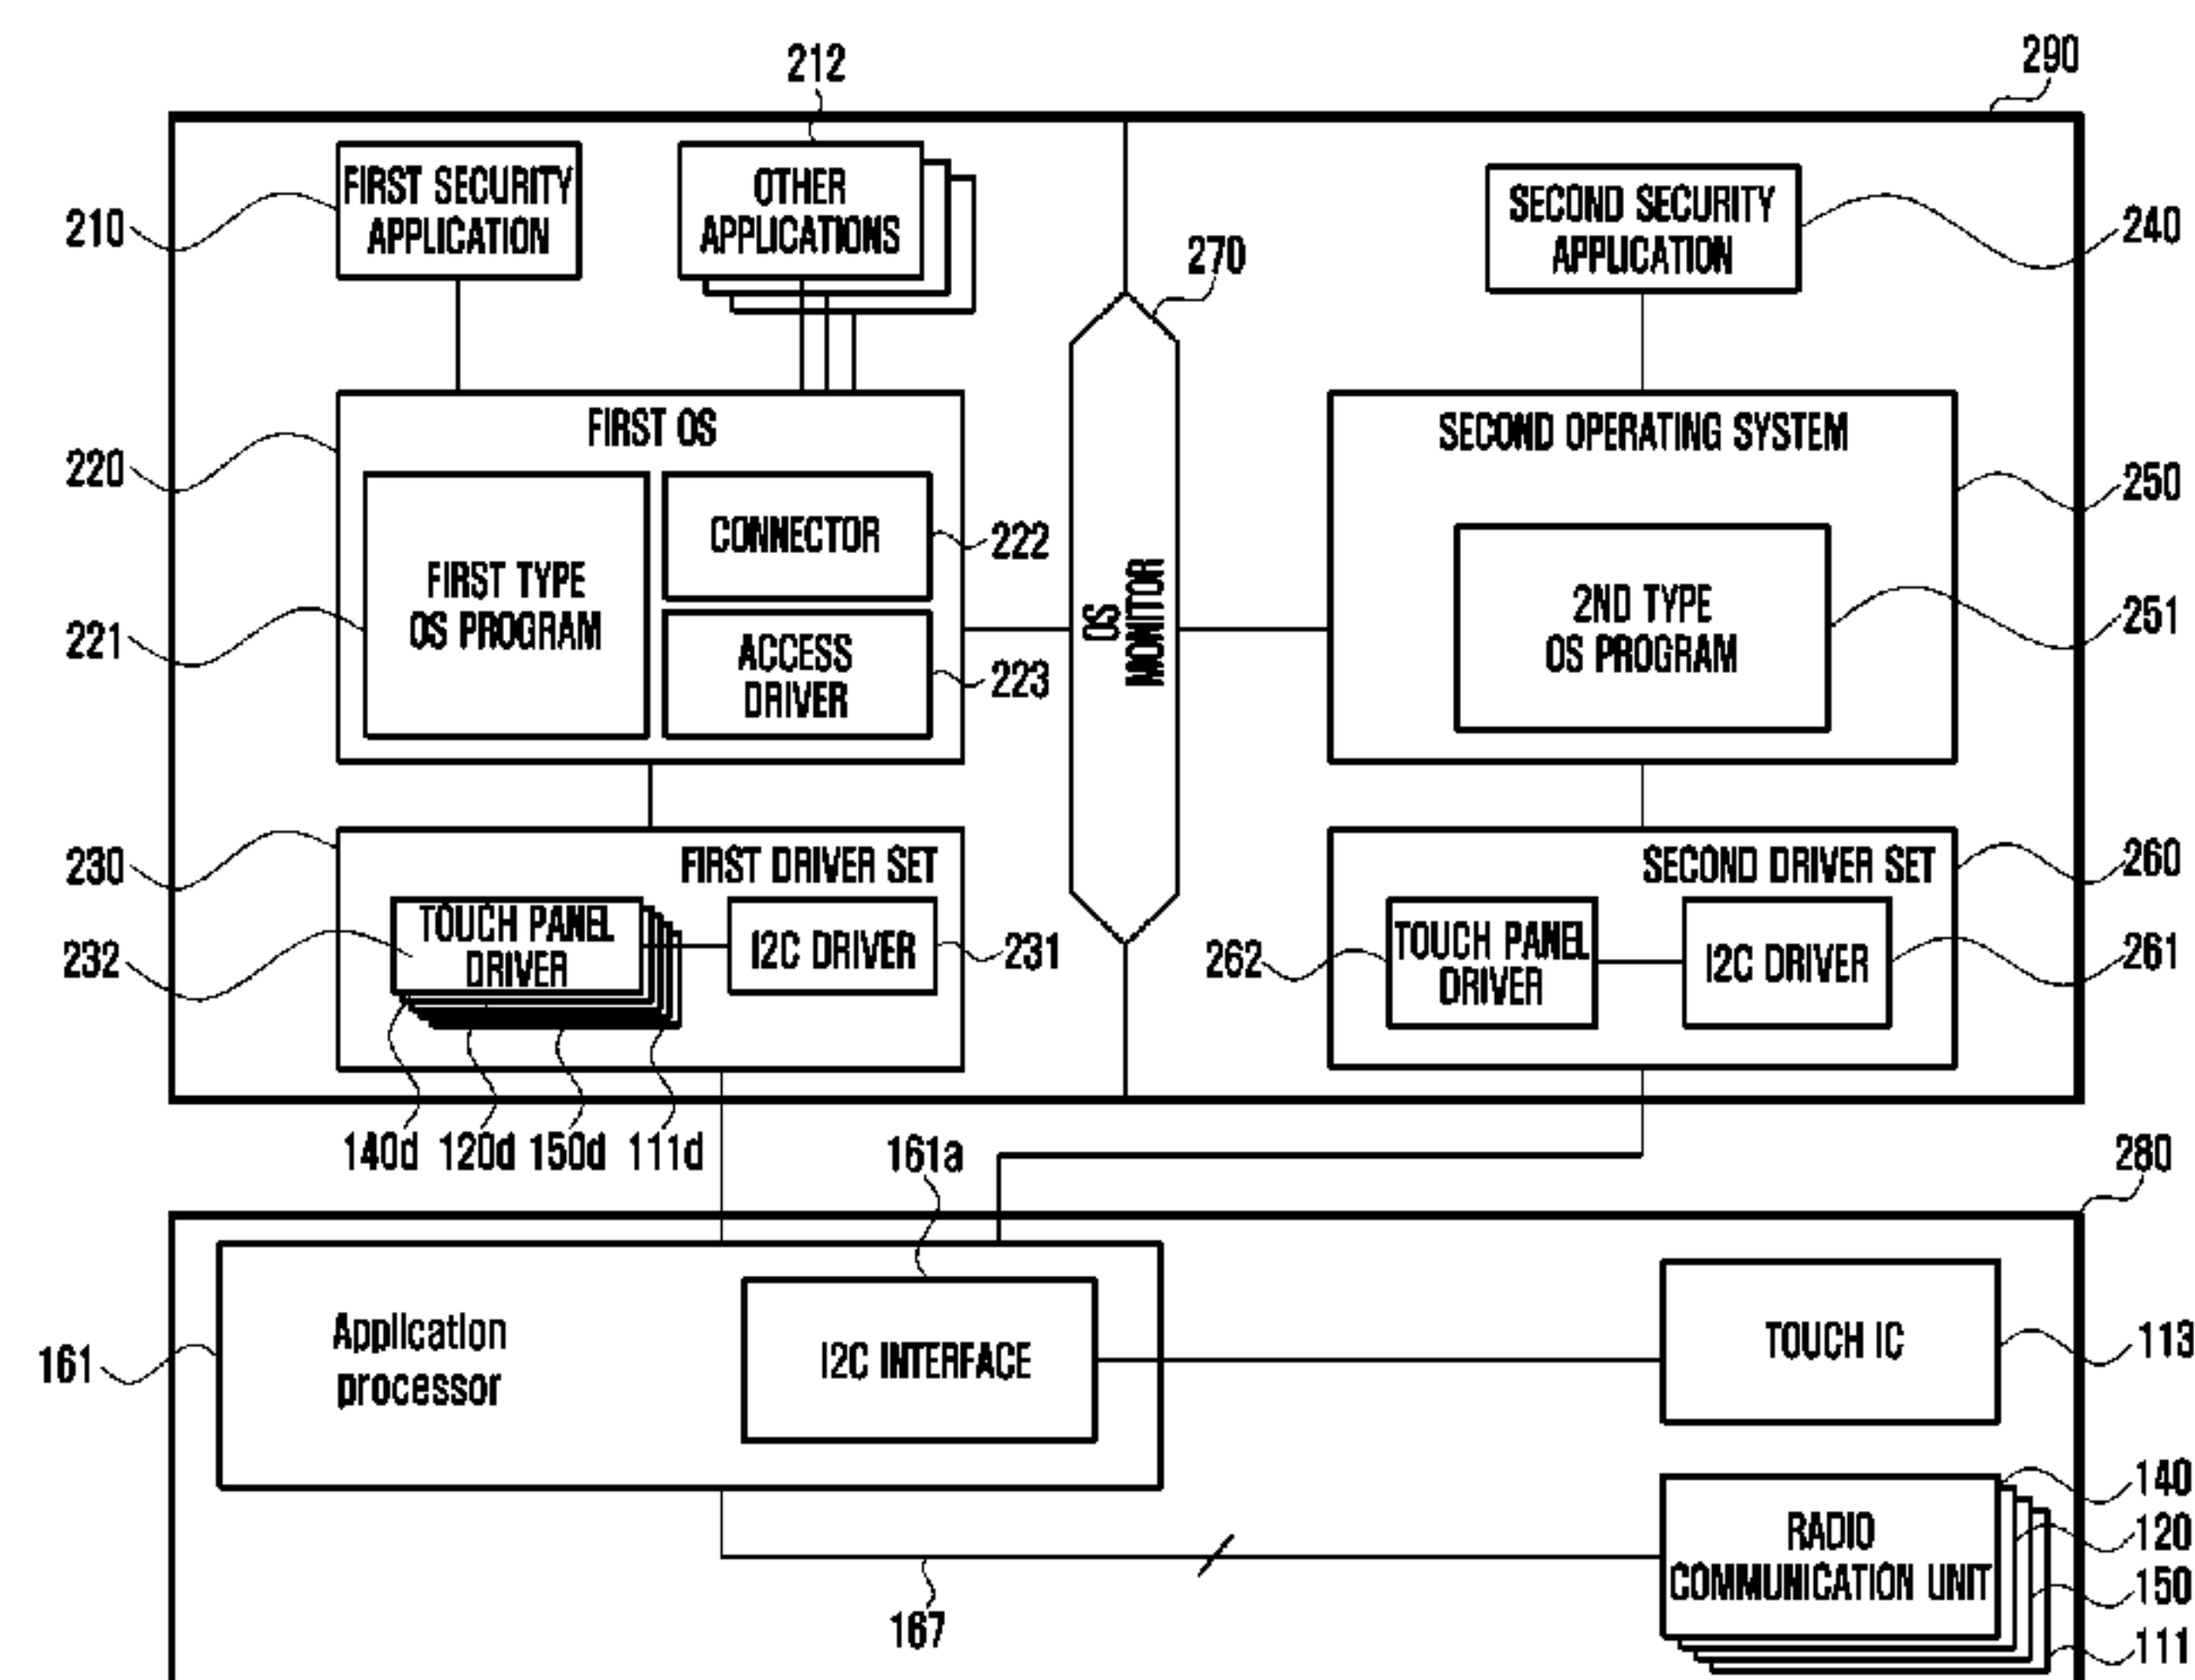 212
290
FIRST SECURITY
APPLICATION
OTHER
APPLICATIONS
SECOND SECURITY
APPLICATION
210
240
270
FIRST OS
SECOND OPERATING SYSTEM
220
250
CONNECTOR
222
FIRST TYPE
OS PROGRAM
OS
MONITOR
2ND TYPE
OS PROGRAM
221
251
ACCESS
DRIVER
223
230
FIRST DRIVER SET
SECOND DRIVER SET
260
TOUCH PANEL
DRIVER
I2C DRIVER
232
231
262
TOUCH PANEL
DRIVER
I2C DRIVER
261
140d 120d 150d 111d
161a
280
Application
processor
I2C INTERFACE
TOUCH IC
161
113
140
RADIO
COMMUNICATION UNIT
120
150
167
111